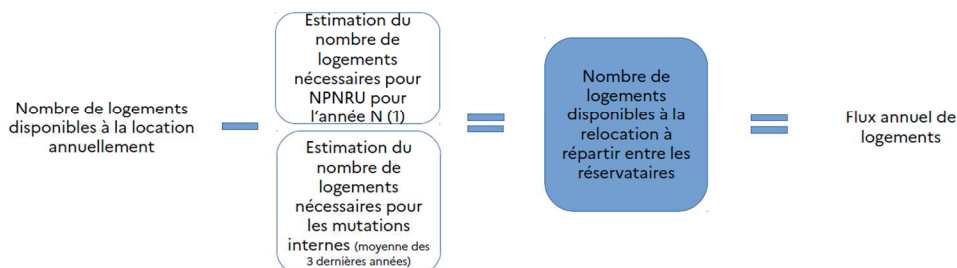 Nombre de logements
disponibles à la location
annuellement
Estimation du
nombre de
logements
nécessaires pour
NPNRU pour
l'année N (1)
Estimation du
nombre de
logements
nécessaires pour
les mutations
internes (moyenne des
3 dernières années)
Nombre de
logements
disponibles à la
relocation à
répartir entre les
réservataires
Flux annuel de
logements